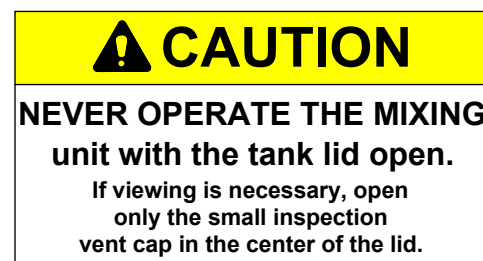 CAUTION
NEVER OPERATE THE MIXING
unit with the tank lid open.
If viewing is necessary, open
only the small inspection
vent cap in the center of the lid.